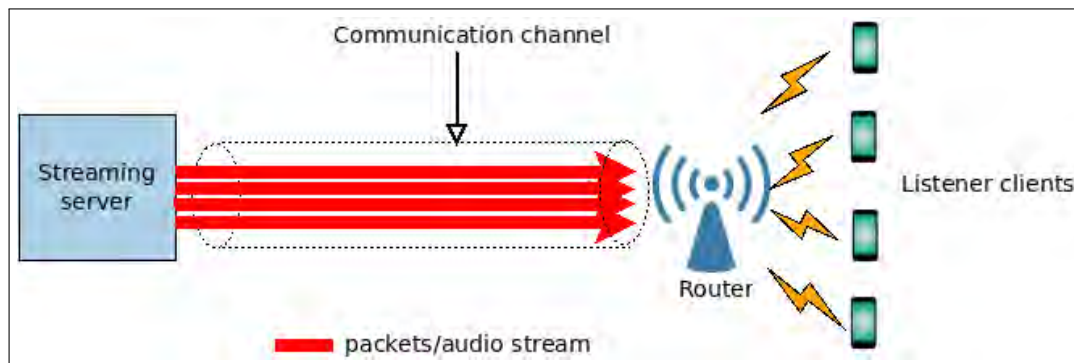 Communication channel
Streaming
server
Listener clients
Router
packets/audio stream